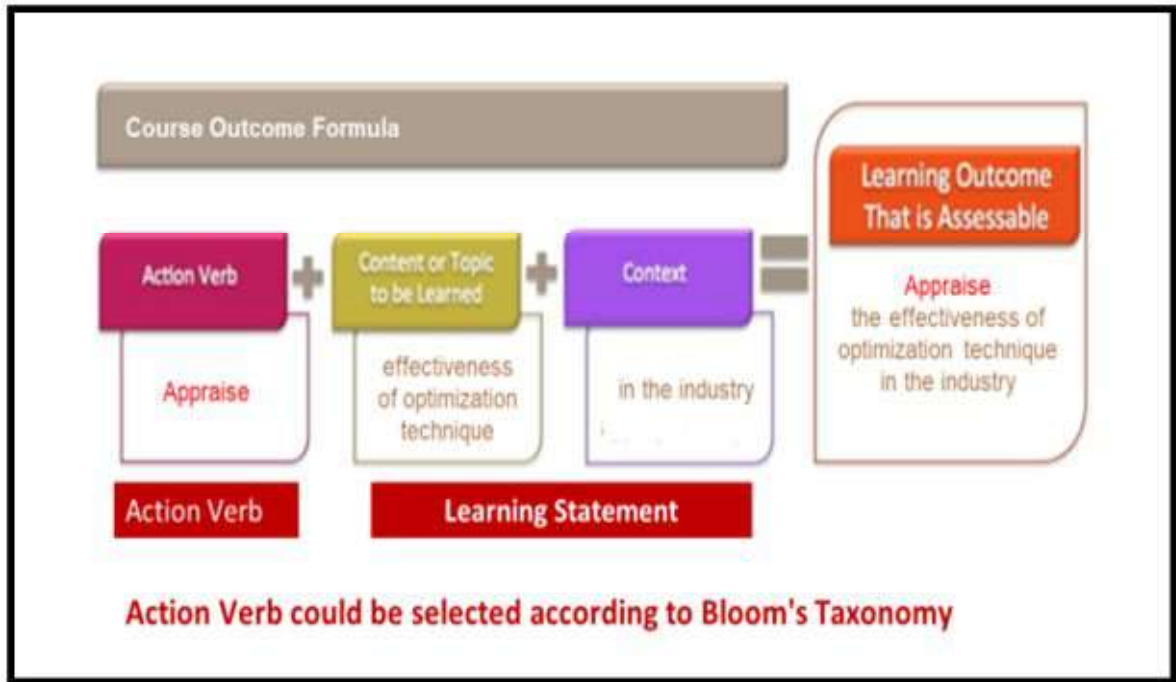 Course Outcome Formula
Learning Outcome
That is Assessable
Action Verb
Content or Topic
to be Learned
Context
Appraise
effectiveness
of optimization
technique
in the industry
Appraise
the effectiveness of
optimization technique
in the industry
Action Verb
Learning Statement
Action Verb could be selected according to Bloom's Taxonomy